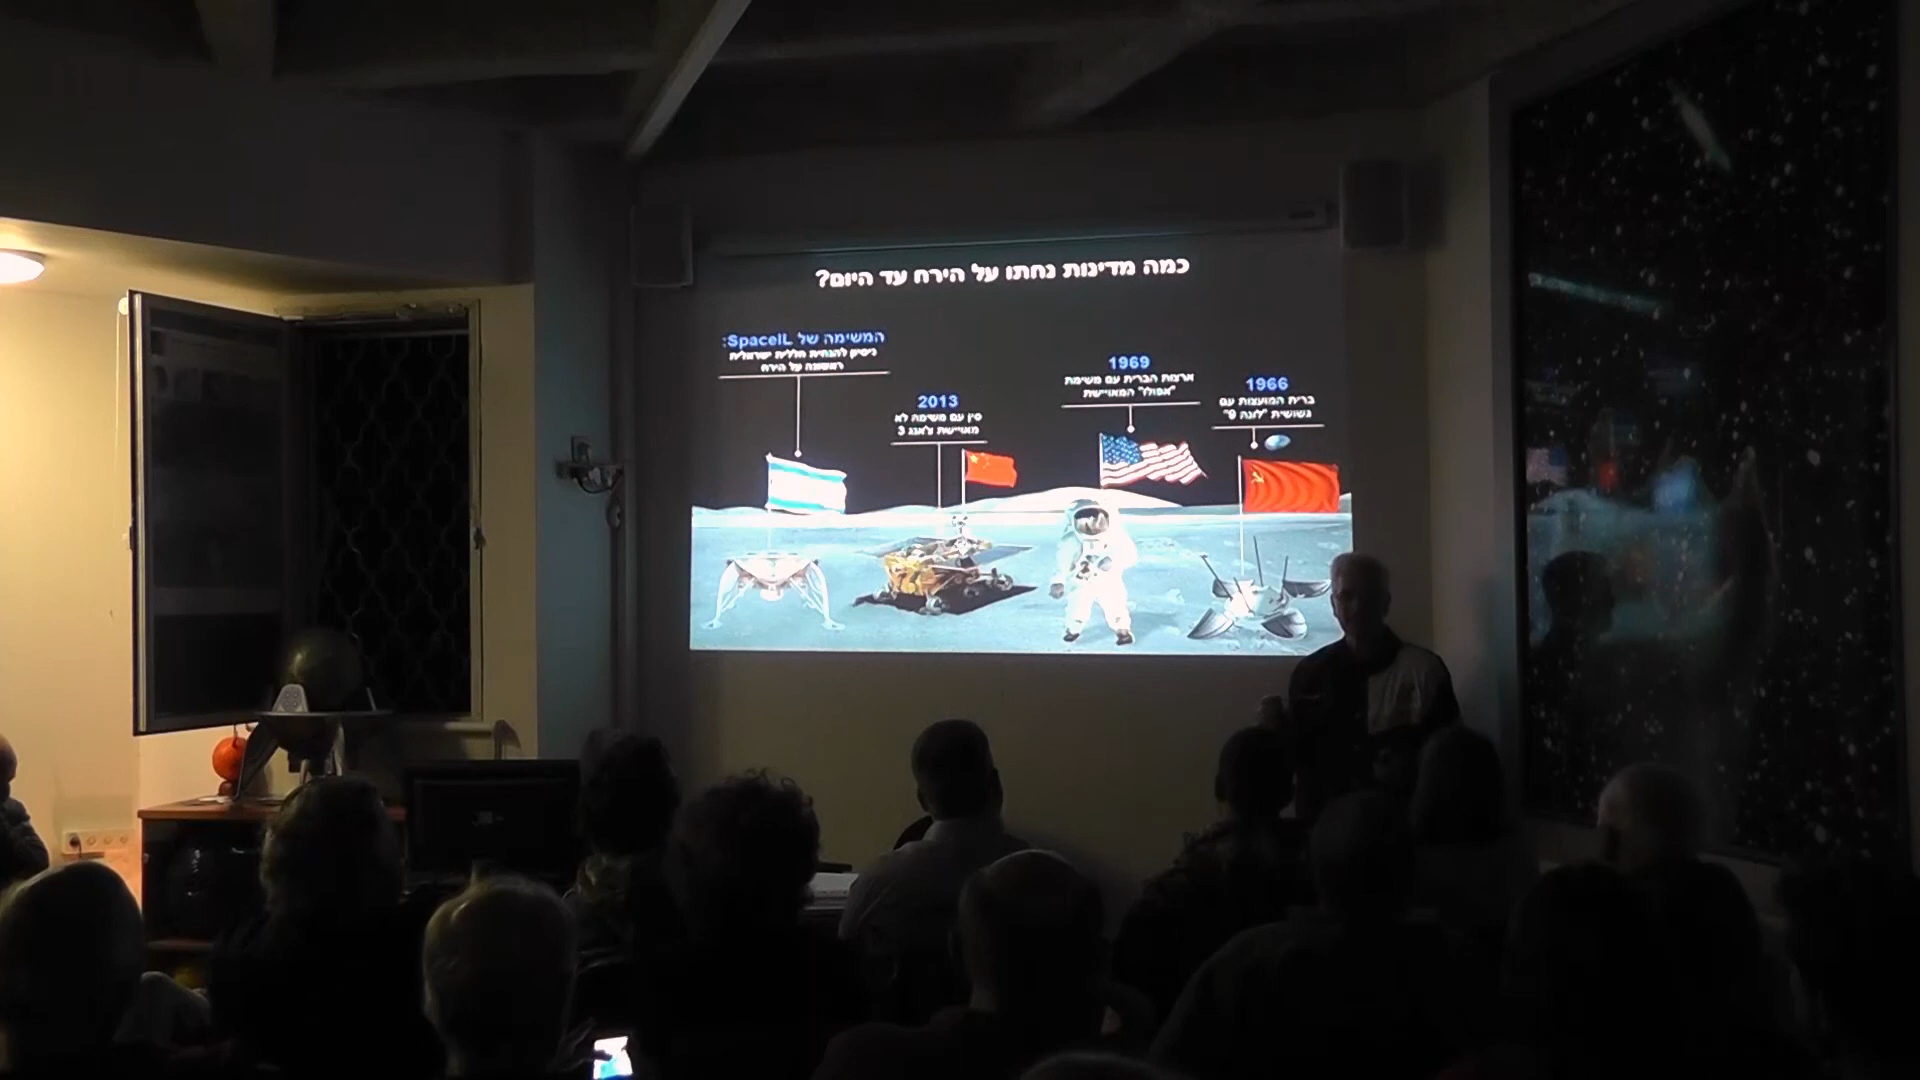 כמה מדינות נחתו על הירח עד היום?
1966
ברית המועצות עם
גשושית "לונה 9"
1969
ארצות הברית עם משימת
"אפולו" המאויישת
2013
סין עם משימה לא
מאויישת צ'אנג 3
המשימה של SpaceIL:
ניסיון להנחית חללית ישראלית
ראשונה על הירח